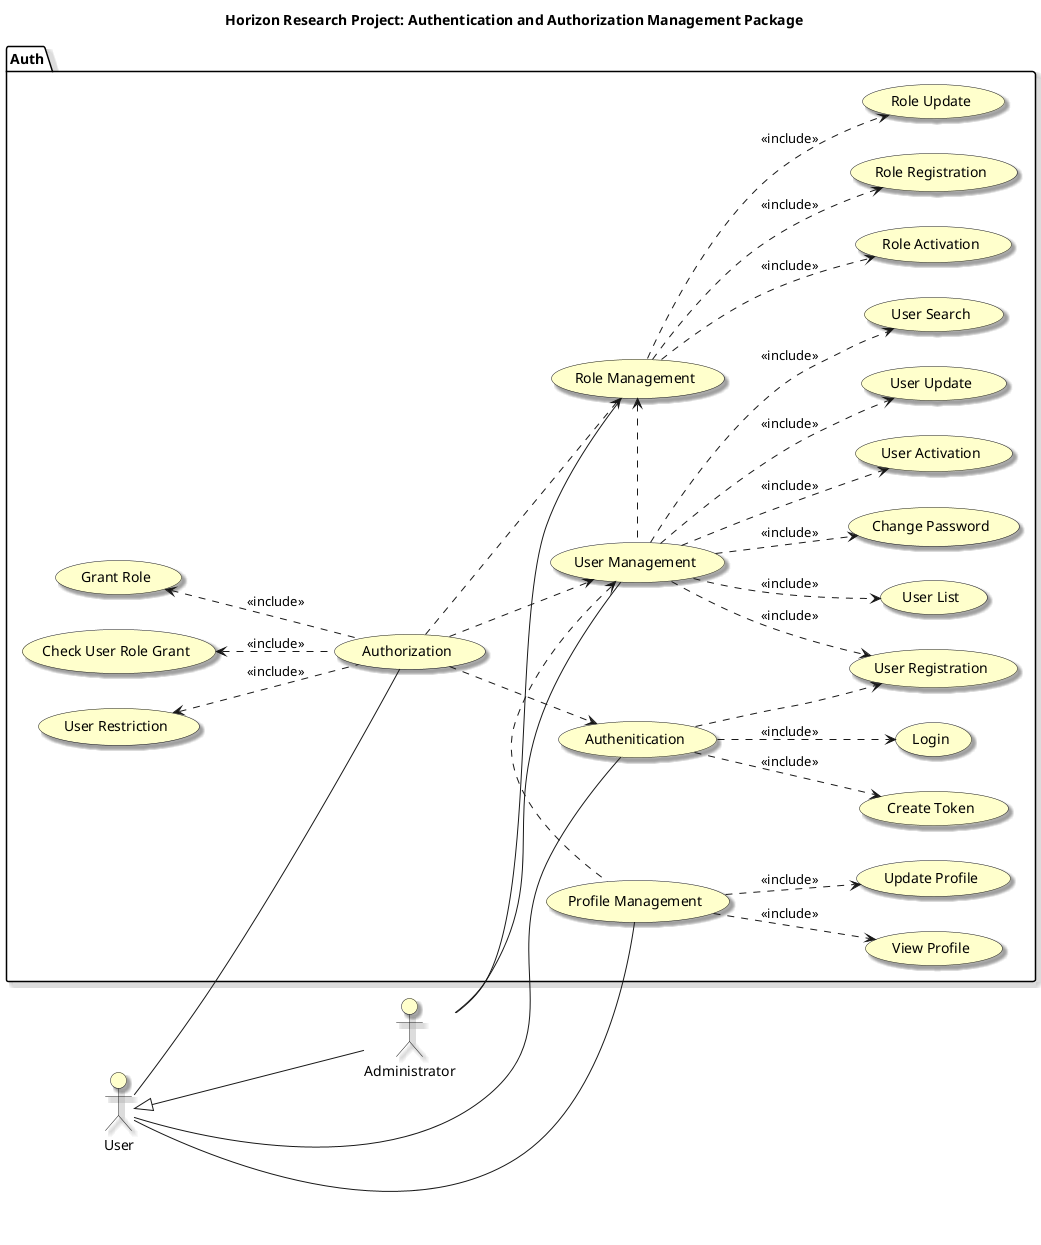 Horizon Research Project: Authentication and Authorization Management Package
Auth
Role Update
«include»
Role Registration
«include»
Role Activation
«include»
User Search
«include»
Role Management
User Update
«include»
User Activation
«include»
Change Password
«include»
User Management
Grant Role
«include»
User List
«include»
«include»
Check User Role Grant
«include»
Authorization
User Registration
«include»
User Restriction
Authenitication
«include»
Login
«include»
Create Token
Profile Management
«include»
Update Profile
«include»
View Profile
Administrator
User